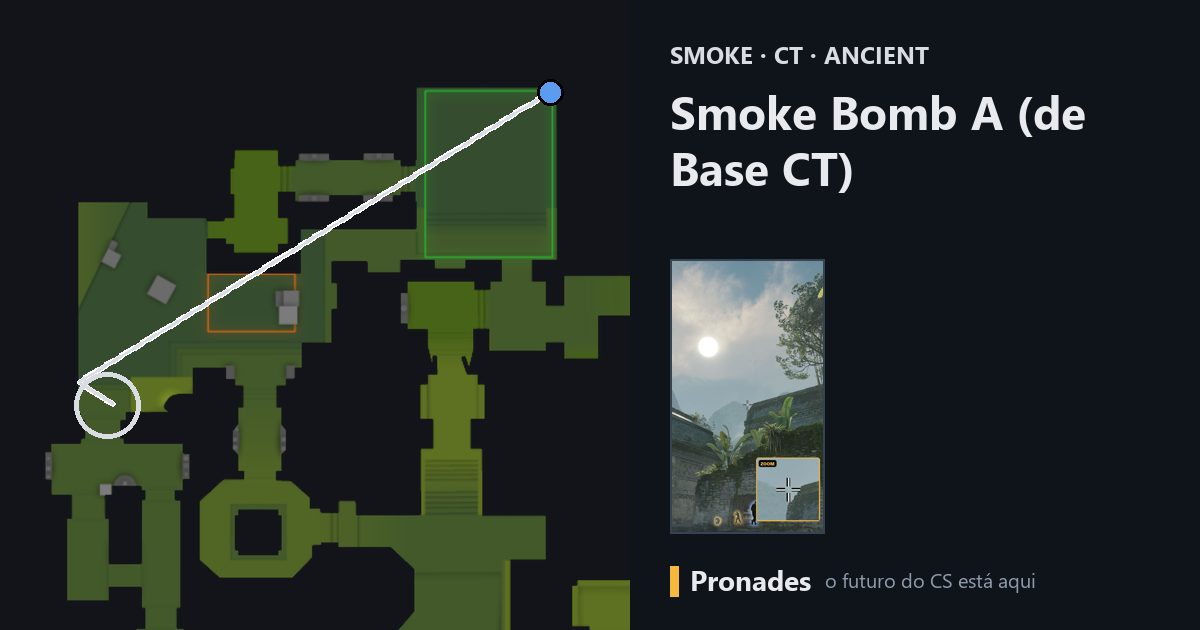 SMOKE · CT · ANCIENT
Smoke Bomb A (de
Base CT)
ZOOM
Pronades o futuro do CS está aqui